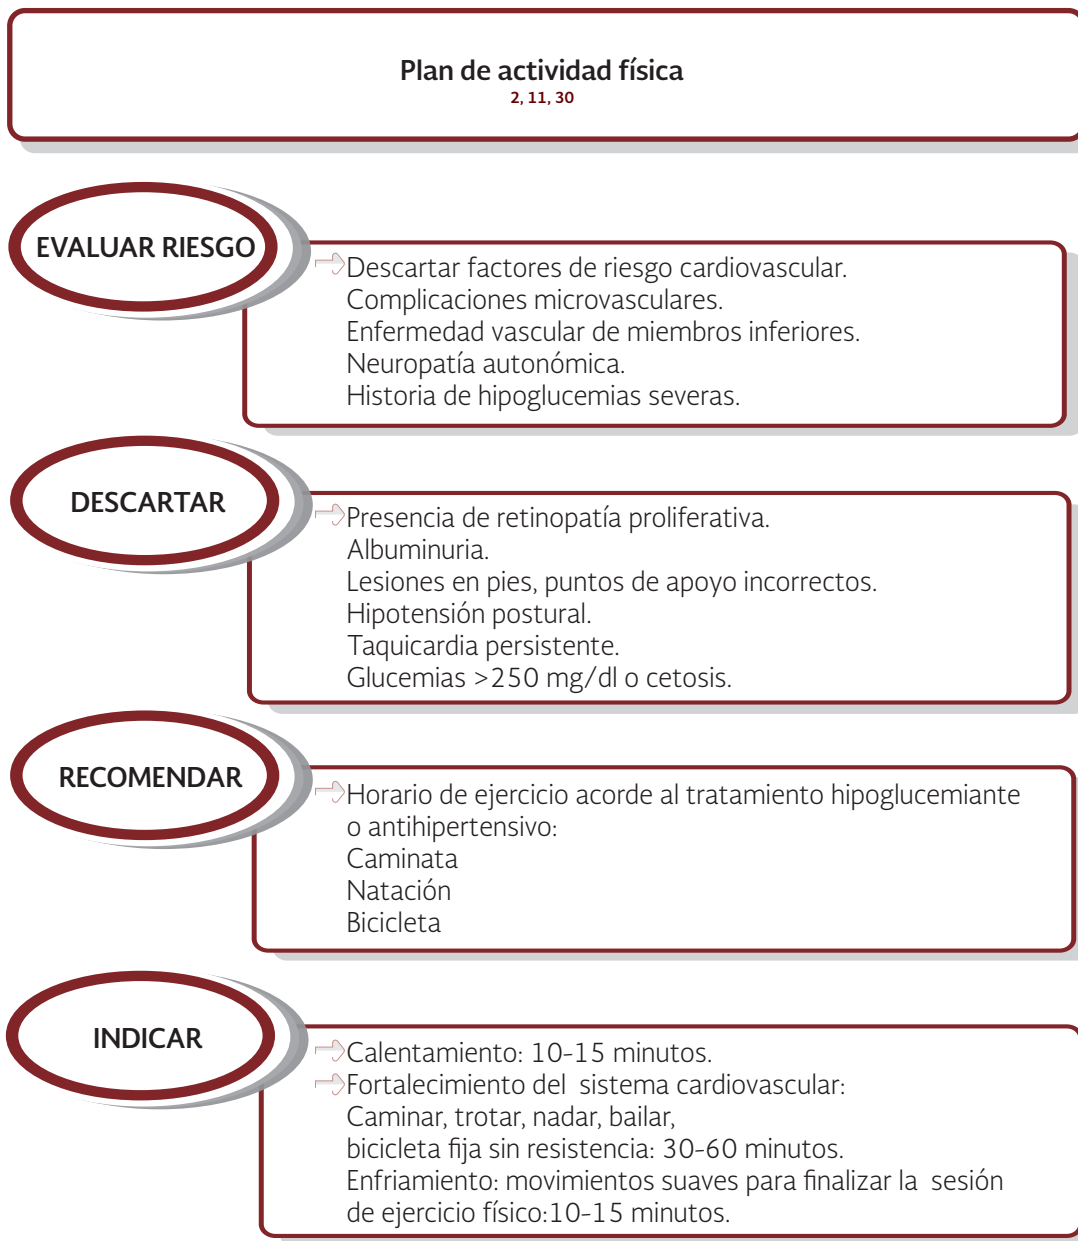 Plan de actividad física
2, 11, 30
EVALUAR RIESGO
Descartar factores de riesgo cardiovascular.
Complicaciones microvasculares.
Enfermedad vascular de miembros inferiores.
Neuropatía autonómica.
Historia de hipoglucemias severas.
DESCARTAR
Presencia de retinopatía proliferativa.
Albuminuria.
Lesiones en pies, puntos de apoyo incorrectos.
Hipotensión postural.
Taquicardia persistente.
Glucemias >250 mg/dl o cetosis.
RECOMENDAR
Horario de ejercicio acorde al tratamiento hipoglucemiante
o antihipertensivo:
Caminata
Natación
Bicicleta
INDICAR
Calentamiento: 10-15 minutos.
Fortalecimiento del sistema cardiovascular:
Caminar, trotar, nadar, bailar,
bicicleta fija sin resistencia: 30-60 minutos.
Enfriamiento: movimientos suaves para finalizar la sesión
de ejercicio físico:10-15 minutos.